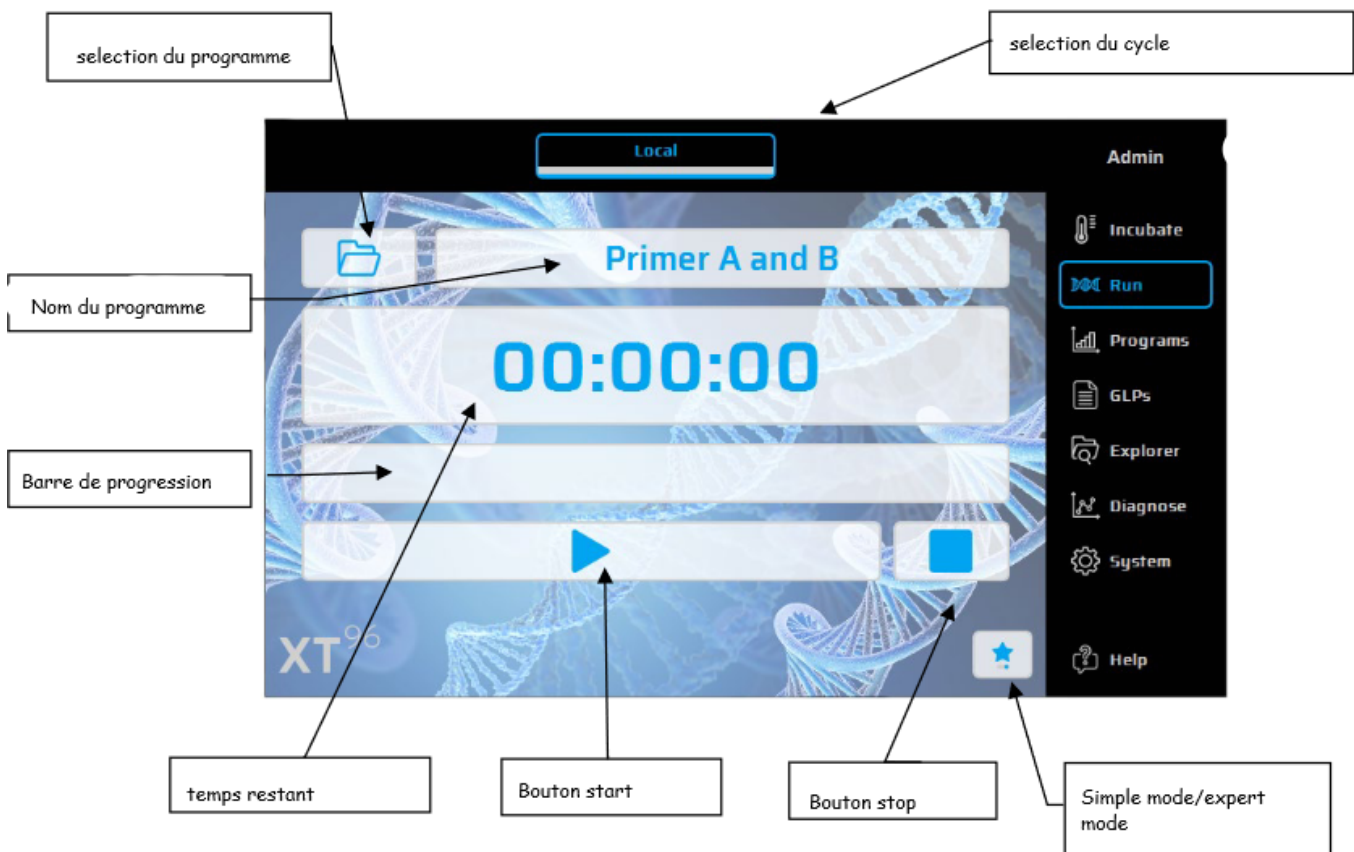 selection du programme
selection du cycle
Local
Admin
Primer A and B
Incubate
Nom du programme
Run
00:00:00
Programs
GLPs
Barre de progression
Explorer
Diagnose
System
XT96
Help
temps restant
Bouton start
Bouton stop
Simple mode/expert
mode